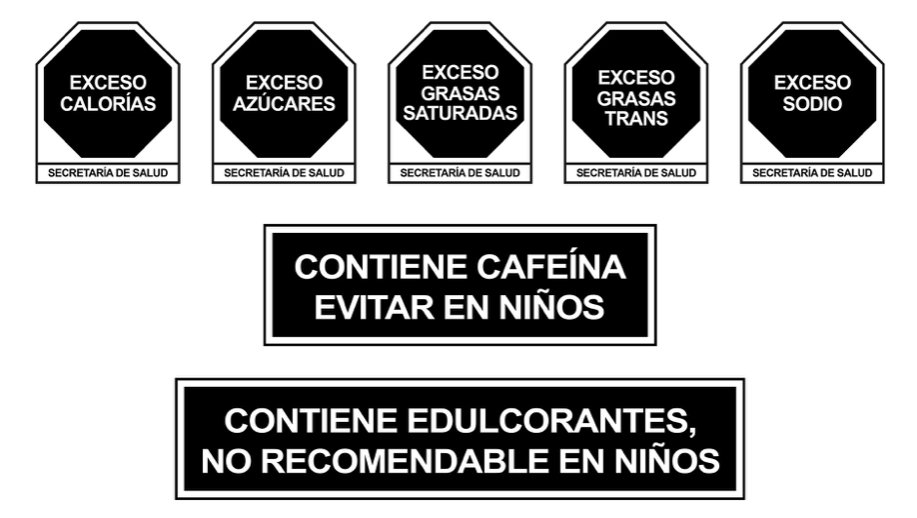 EXCESO
CALORÍAS
SECRETARÍA DE SALUD
EXCESO
AZÚCARES
SECRETARÍA DE SALUD
EXCESO
GRASAS
SATURADAS
SECRETARÍA DE SALUD
EXCESO
GRASAS
TRANS
SECRETARÍA DE SALUD
EXCESO
SODIO
SECRETARÍA DE SALUD
CONTIENE CAFEÍNA
EVITAR EN NIÑOS
CONTIENE EDULCORANTES,
NO RECOMENDABLE EN NIÑOS